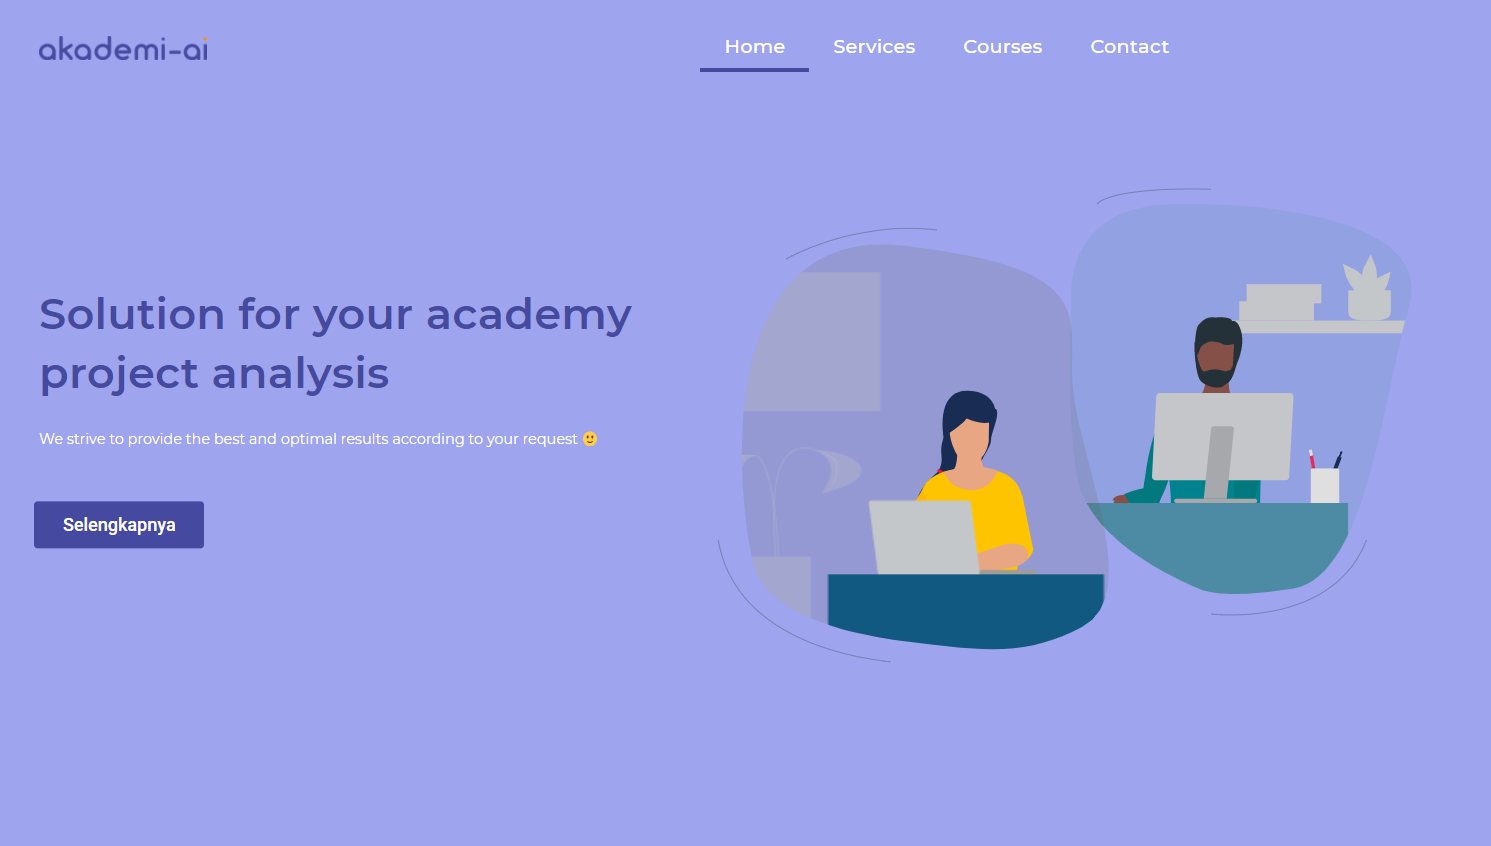 akademi-ai
Home Services Courses Contact
Solution for your academy
project analysis
We strive to provide the best and optimal results according to your request 🙂
Selengkapnya